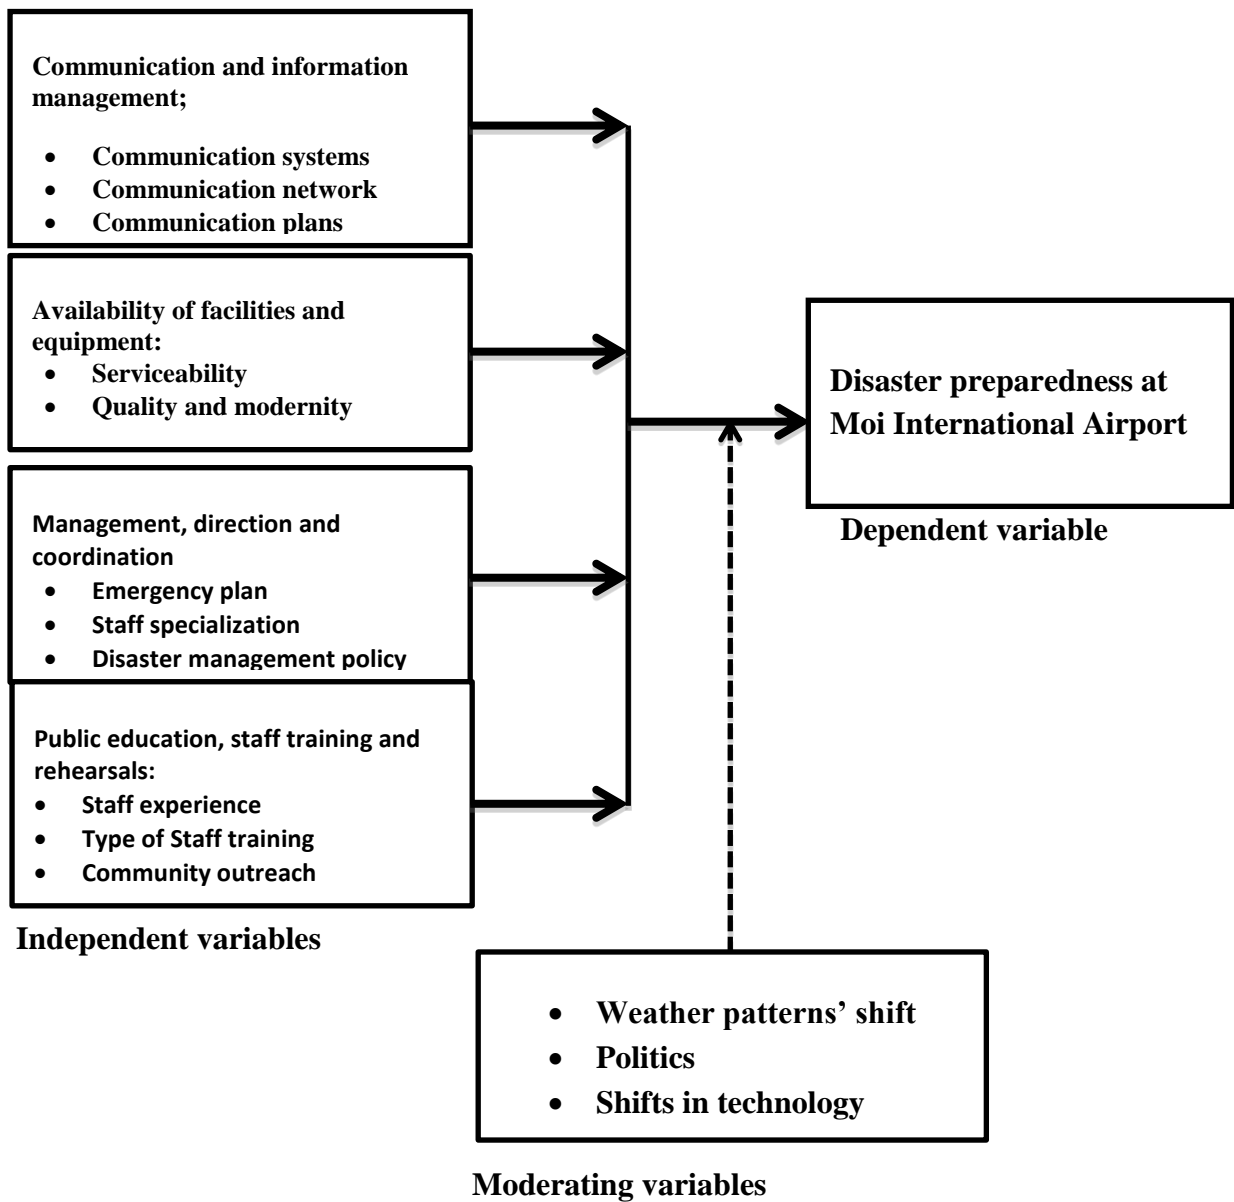 Communication and information
management;
• Communication systems
• Communication network
• Communication plans
Availability of facilities and
equipment:
• Serviceability
• Quality and modernity
Management, direction and
coordination
• Emergency plan
• Staff specialization
• Disaster management policy
Public education, staff training and
rehearsals:
• Staff experience
• Type of Staff training
• Community outreach
Independent variables
Disaster preparedness at
Moi International Airport
Dependent variable
• Weather patterns’ shift
• Politics
• Shifts in technology
Moderating variables